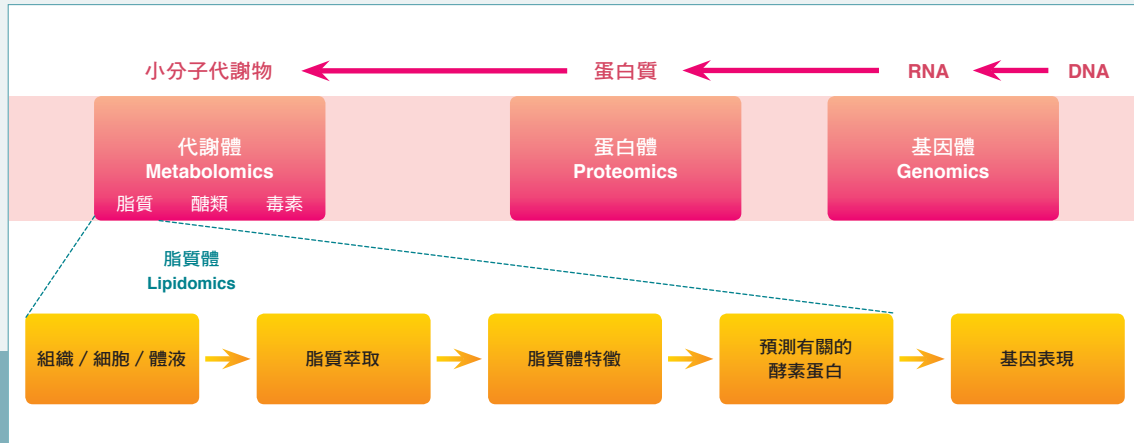 小分子代謝物 蛋白質 RNA DNA
代謝體
Metabolomics
脂質 醣類 毒素
蛋白體
Proteomics
基因體
Genomics
脂質體
Lipidomics
組織 / 細胞 / 體液
脂質萃取
脂質體特徵
預測有關的
酵素蛋白
基因表現